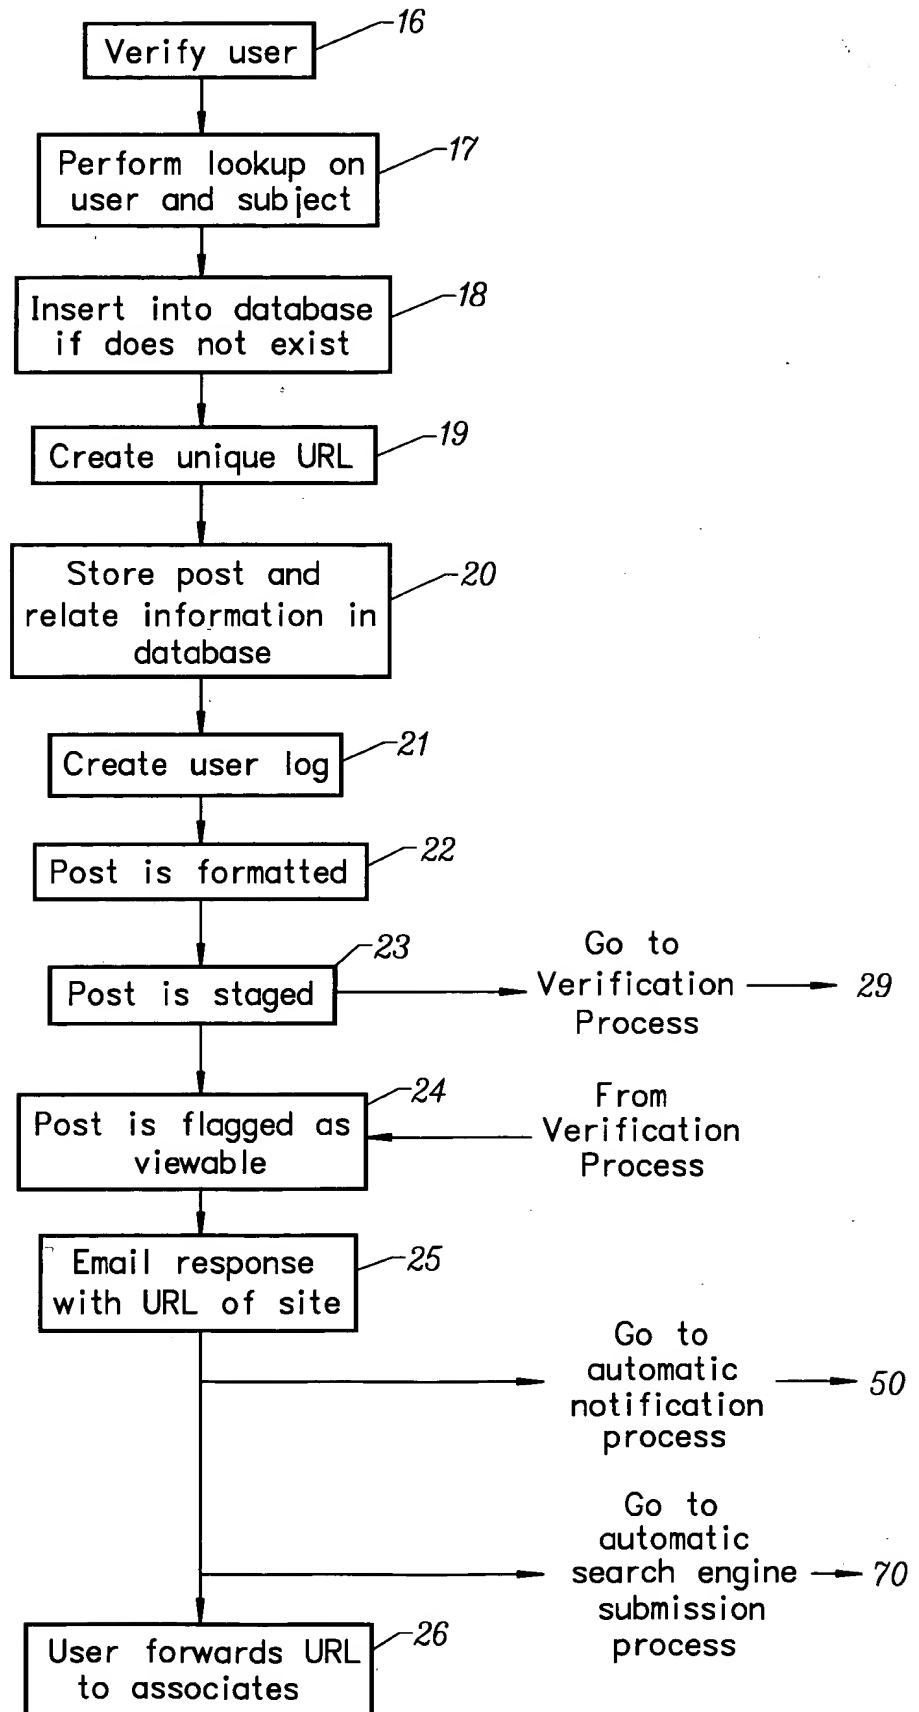 Verify user
16
Perform lookup on
user and subject
17
Insert into database
if does not exist
18
Create unique URL
19
Store post and
relate information in
database
20
Create user log
21
Post is formatted
22
Post is staged
23
Go to
Verification
Process
29
Post is flagged as
viewable
24
From
Verification
Process
Email response
with URL of site
25
Go to
automatic
notification
process
50
Go to
automatic
search engine
submission
process
70
User forwards URL
to associates
26